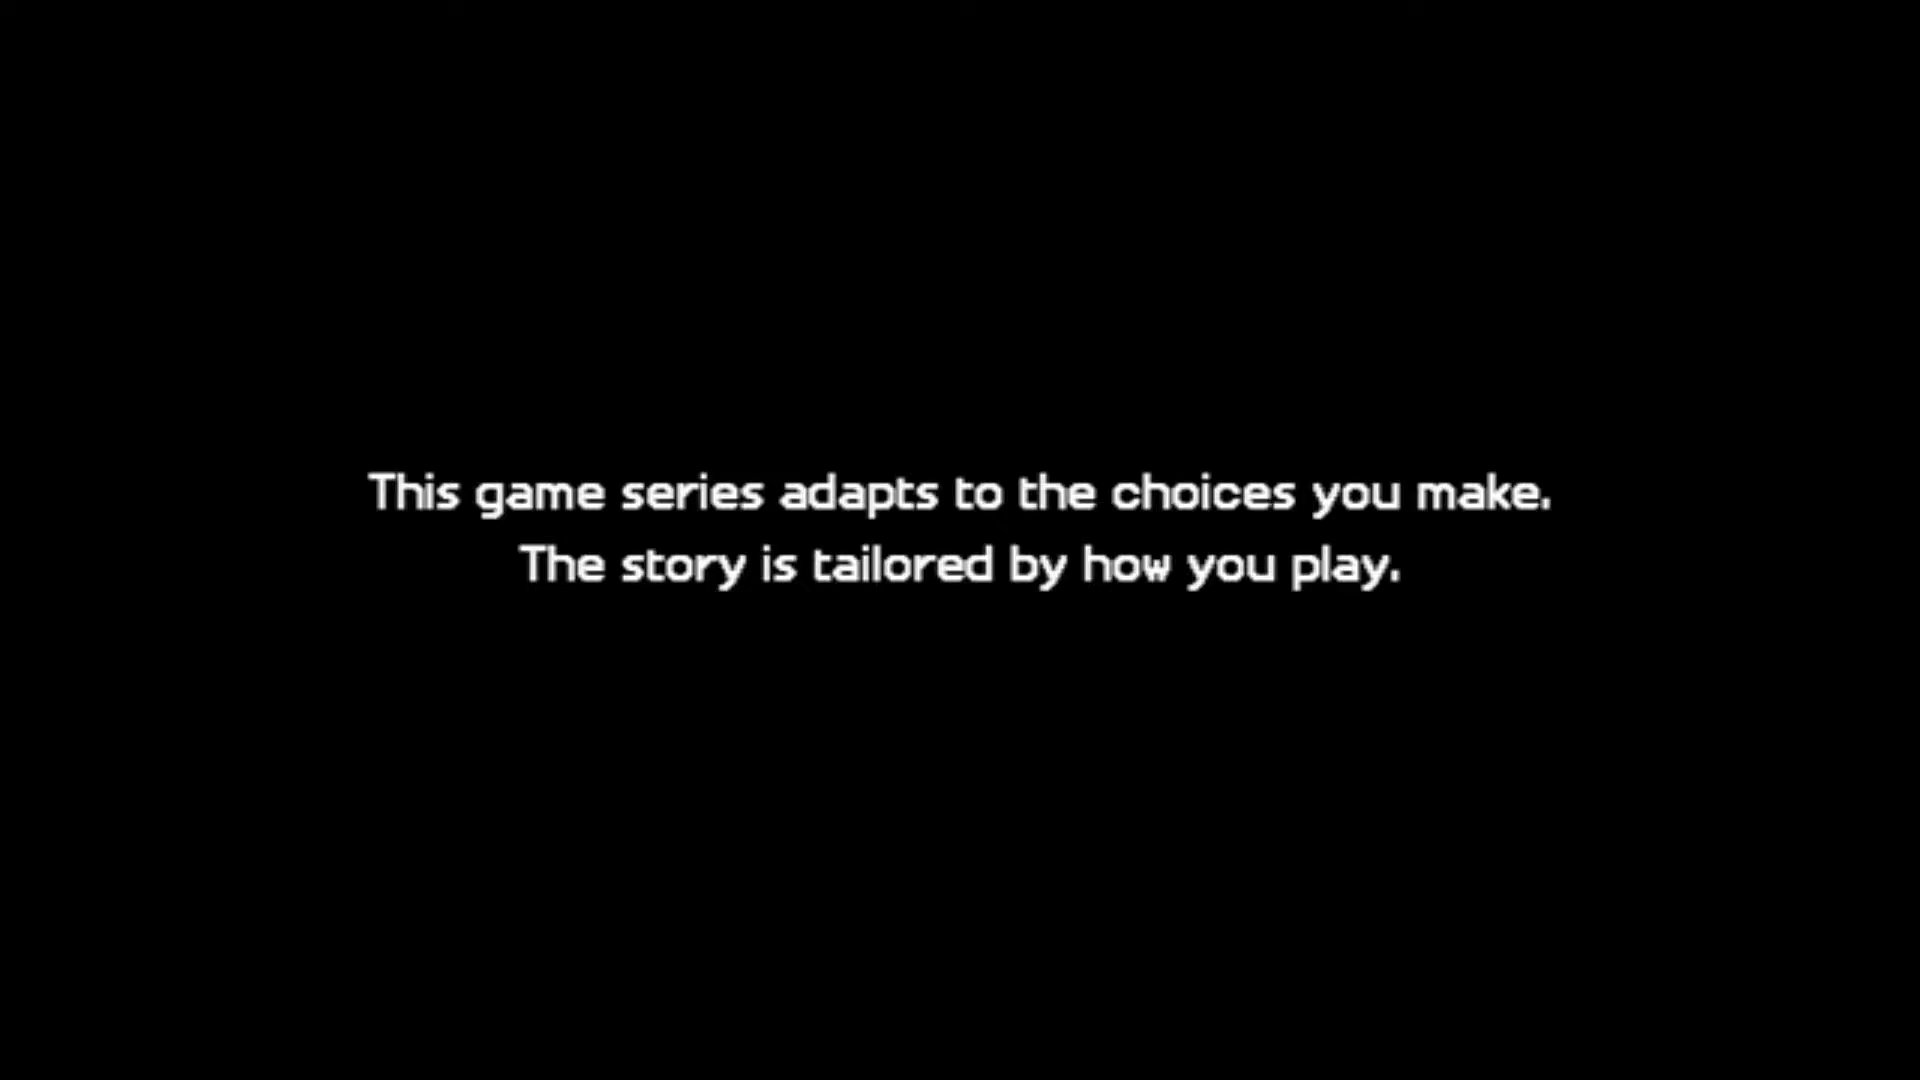 This game series adapts to the choices you make.
The story is tailored by how you play.